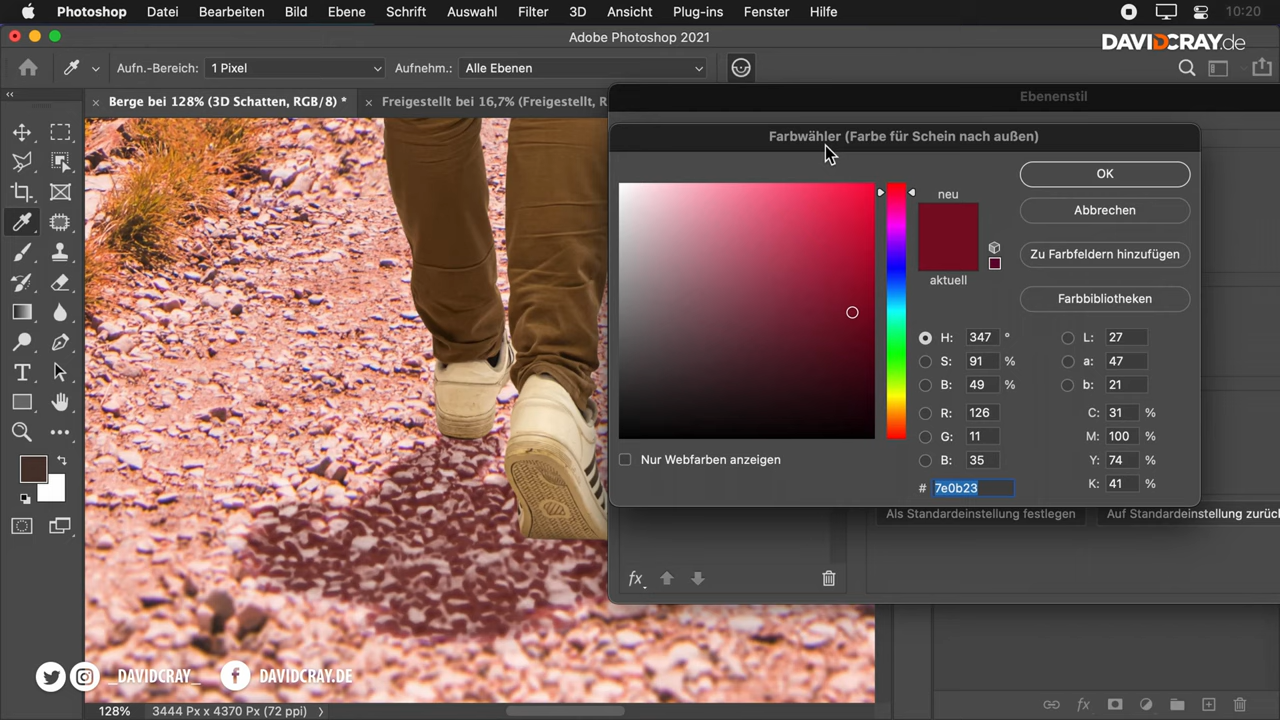 Photoshop Datei Bearbeiten Bild Ebene Schrift Auswahl Filter 3D Ansicht Plug-ins Fenster Hilfe 10:20
Adobe Photoshop 2021
DAVIDCRAY.de
Aufn.-Bereich: 1 Pixel Aufnehm.: Alle Ebenen
Berge bei 128% (3D Schatten, RGB/8) * Freigestellt bei 16,7% (Freigestellt, R
Ebenenstil
Farbwähler (Farbe für Schein nach außen)
neu
aktuell
OK
Abbrechen
Zu Farbfeldern hinzufügen
Farbbibliotheken
H: 347 ° L: 27
S: 91 % a: 47
B: 49 % b: 21
R: 126 C: 31 %
G: 11 M: 100 %
B: 35 Y: 74 %
# 7e0b23 K: 41 %
Nur Webfarben anzeigen
Als Standardeinstellung festlegen Auf Standardeinstellung zurüc
fx
_DAVIDCRAY_ DAVIDCRAY.DE
128% 3444 Px x 4370 Px (72 ppi)
fx